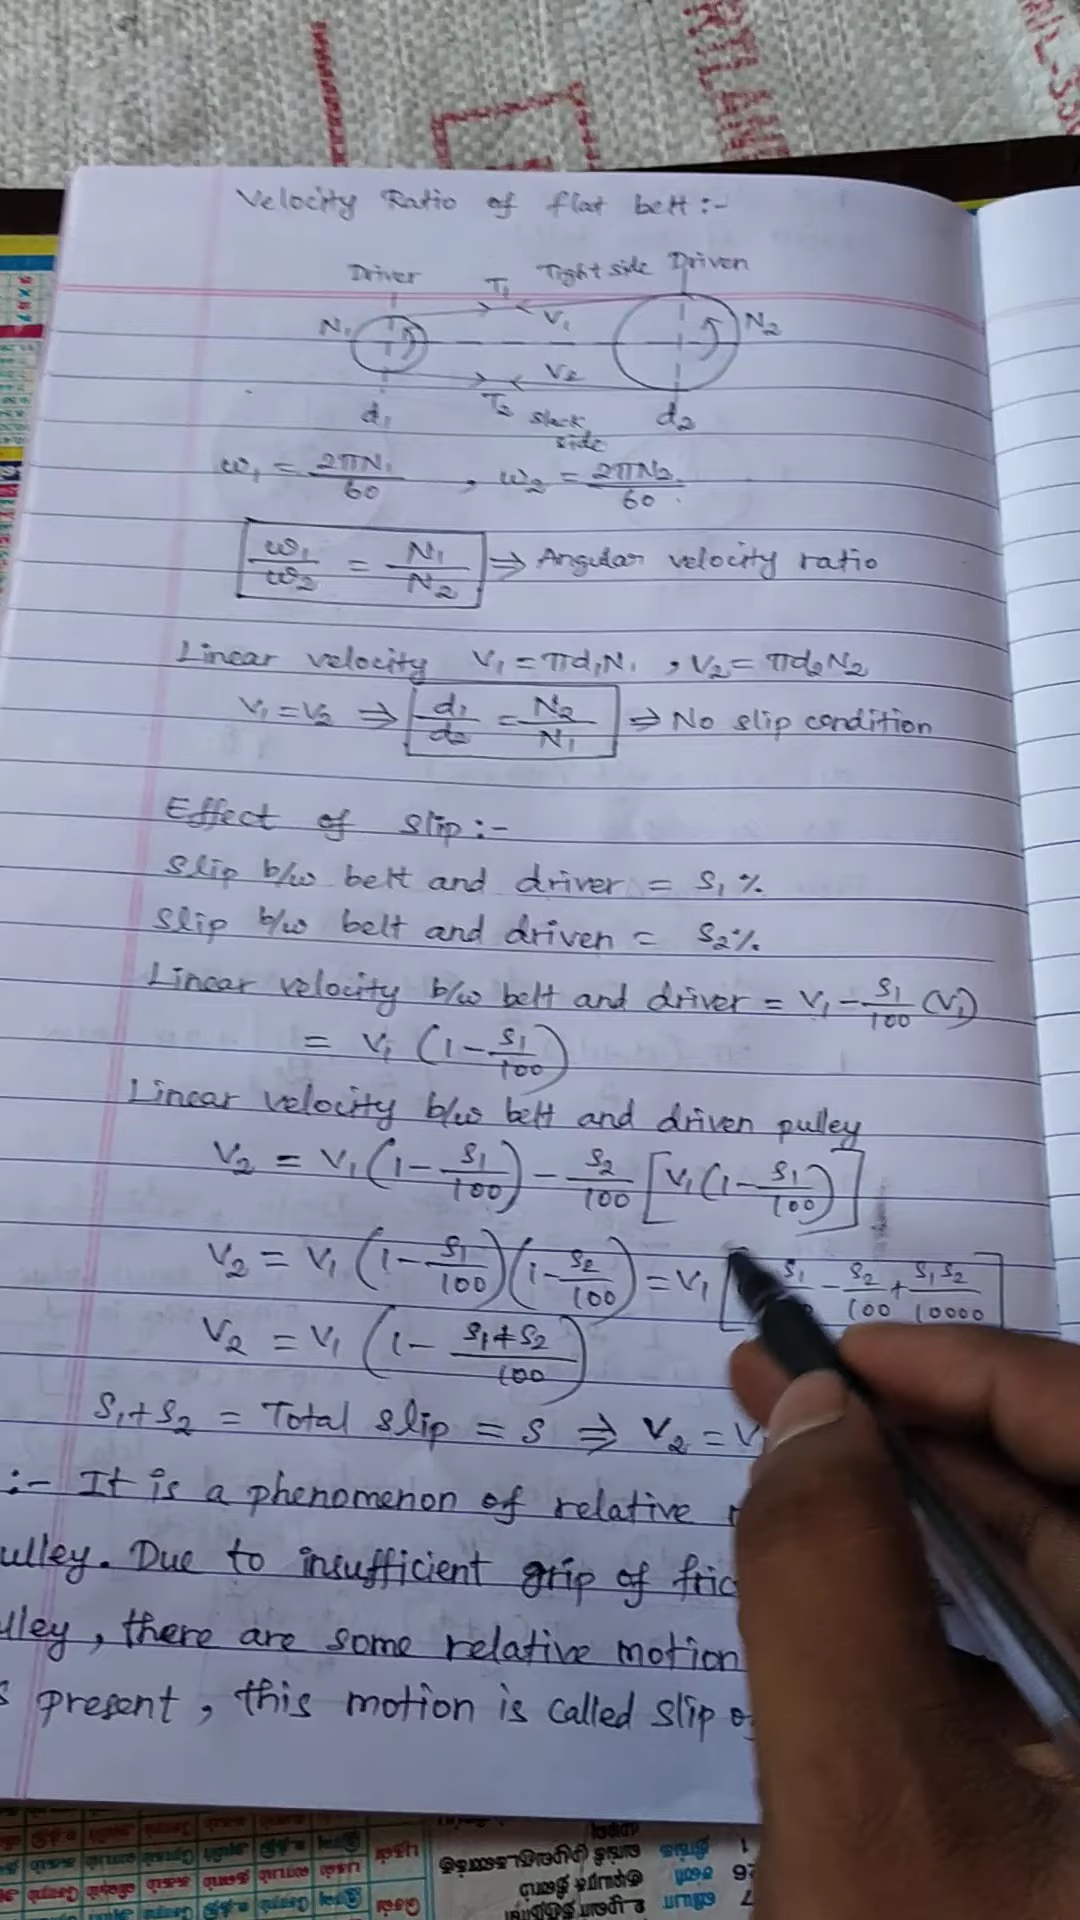 Velocity Ratio of flat belt :-
Driver T₁ Tight side Driven
N₁ V₁ N₂
V₂
d₁ T₂ slack side d₂
ω₁ = 2πN₁/60 , ω₂ = 2πN₂/60
ω₁/ω₂ = N₁/N₂ ⇒ Angular velocity ratio
Linear velocity V₁ = πd₁N₁ , V₂ = πd₂N₂
V₁ = V₂ ⇒ d₁/d₂ = N₂/N₁ ⇒ No slip condition
Effect of slip :-
Slip b/w belt and driver = S₁%
Slip b/w belt and driven = S₂%
Linear velocity b/w belt and driver = V₁ - S₁/100 (V₁)
= V₁ (1 - S₁/100)
Linear velocity b/w belt and driven pulley
V₂ = V₁ (1 - S₁/100) - S₂/100 [V₁ (1 - S₁/100)]
V₂ = V₁ (1 - S₁/100) (1 - S₂/100) = V₁ [ S₁ - S₂/100 + S₁S₂/10000 ]
V₂ = V₁ (1 - S₁+S₂/100)
S₁+S₂ = Total slip = S ⇒ V₂ = V
:- It is a phenomenon of relative
ulley. Due to insufficient grip of fric
lley, there are some relative motion
s present, this motion is called slip o